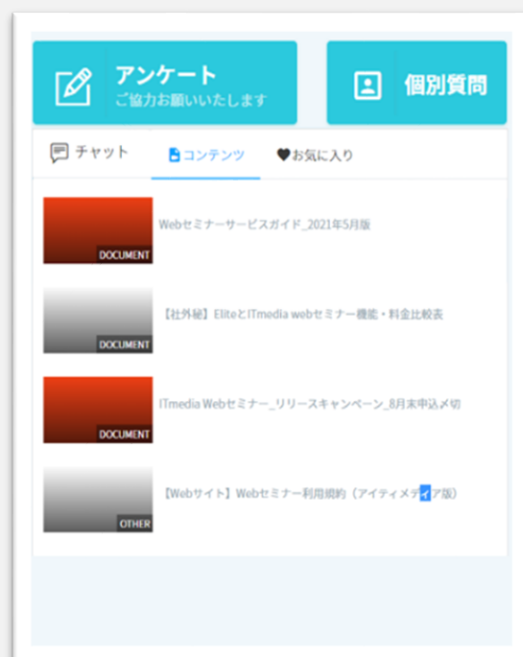 アンケート
ご協力お願いいたします
個別質問
チャット
コンテンツ
お気に入り
DOCUMENT
Webセミナーサービスガイド_2021年5月版
DOCUMENT
【社外秘】EliteとITmedia webセミナー機能・料金比較表
DOCUMENT
ITmedia Webセミナー_リリースキャンペーン_8月末申込〆切
OTHER
【Webサイト】Webセミナー利用規約（アイティメディア版）